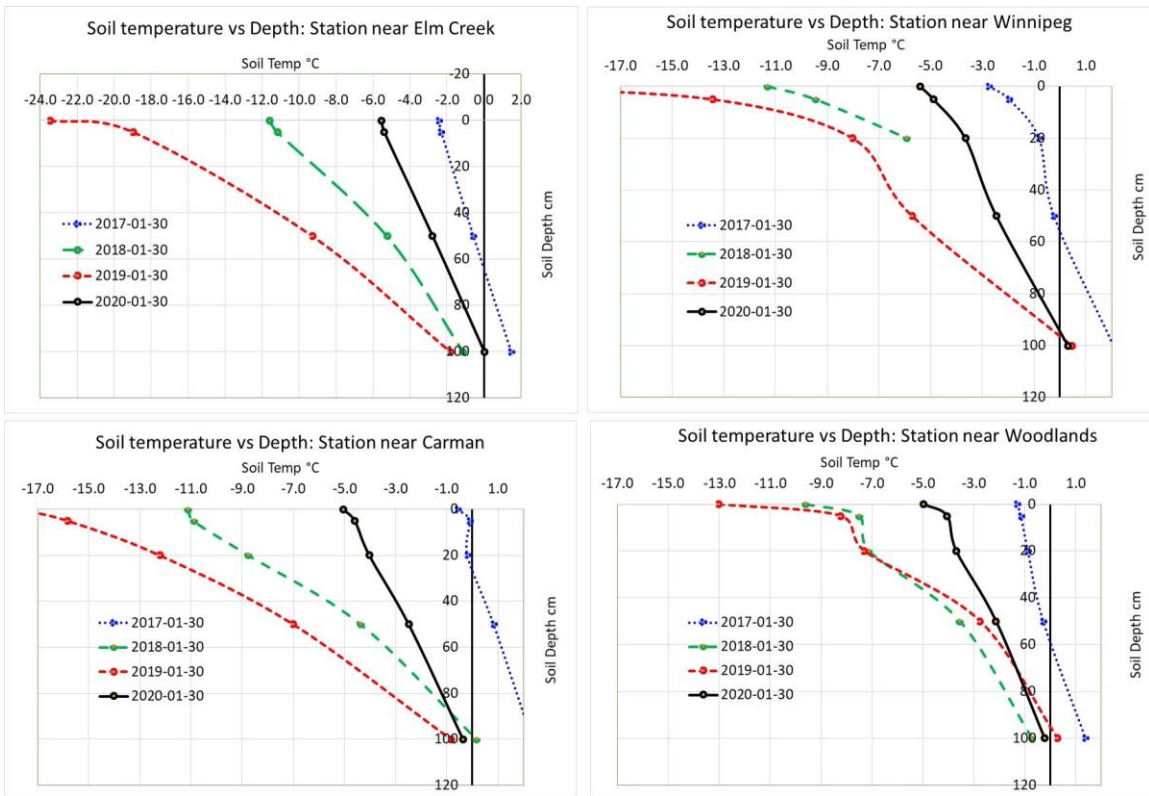 Soil temperature vs Depth: Station near Elm Creek
Soil Temp °C
-24.0 -22.0 -20.0 -18.0 -16.0 -14.0 -12.0 -10.0 -8.0 -6.0 -4.0 -2.0 0.0 2.0
-20
0
20
40
60
80
100
120
Soil Depth cm
2017-01-30
2018-01-30
2019-01-30
2020-01-30
Soil temperature vs Depth: Station near Winnipeg
Soil Temp °C
-17.0 -15.0 -13.0 -11.0 -9.0 -7.0 -5.0 -3.0 -1.0 1.0
0
20
40
60
80
100
120
Soil Depth cm
2017-01-30
2018-01-30
2019-01-30
2020-01-30
Soil temperature vs Depth: Station near Carman
Soil Temp °C
-17.0 -15.0 -13.0 -11.0 -9.0 -7.0 -5.0 -3.0 -1.0 1.0
0
20
40
60
80
100
120
Soil Depth cm
2017-01-30
2018-01-30
2019-01-30
2020-01-30
Soil temperature vs Depth: Station near Woodlands
Soil Temp °C
-17.0 -15.0 -13.0 -11.0 -9.0 -7.0 -5.0 -3.0 -1.0 1.0
0
20
40
60
80
100
120
Soil Depth cm
2017-01-30
2018-01-30
2019-01-30
2020-01-30